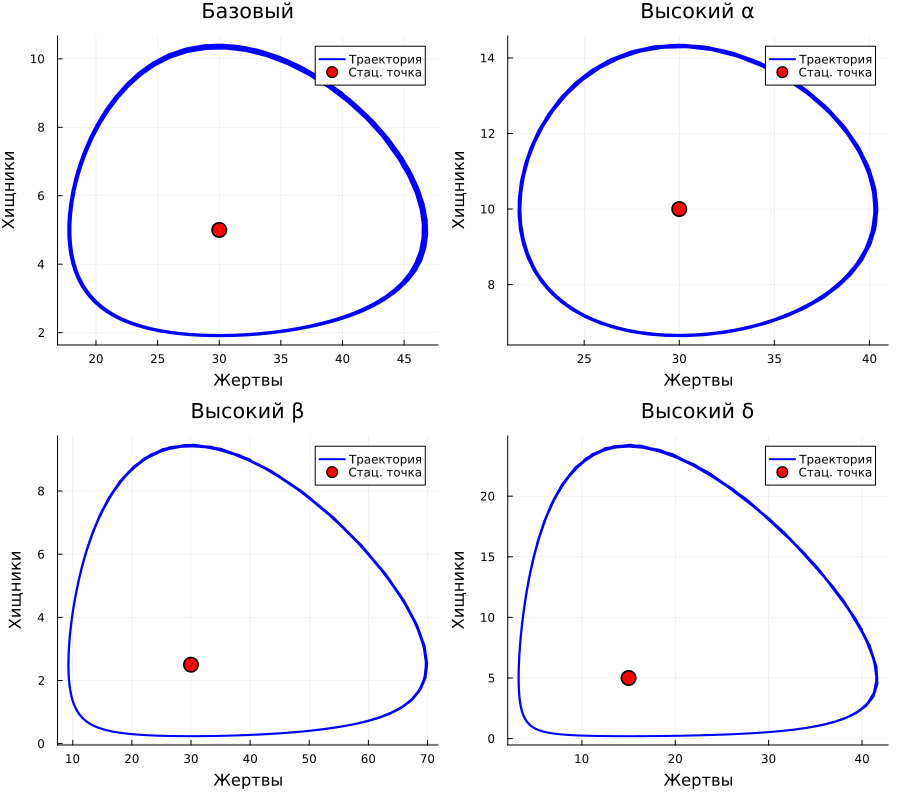 Базовый
Хищники
10
8
6
4
2
Траектория
Стац. точка
20 25 30 35 40 45
Жертвы
Высокий α
Хищники
14
12
10
8
Траектория
Стац. точка
25 30 35 40
Жертвы
Высокий β
Хищники
8
6
4
2
0
Траектория
Стац. точка
10 20 30 40 50 60 70
Жертвы
Высокий δ
Хищники
20
15
10
5
0
Траектория
Стац. точка
10 20 30 40
Жертвы